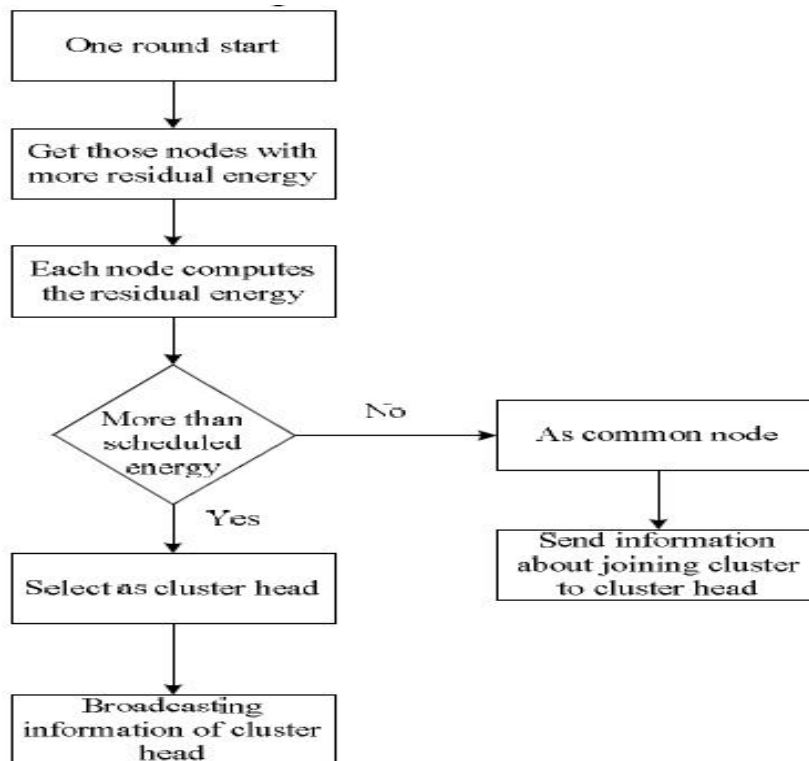 One round start
Get those nodes with
more residual energy
Each node computes
the residual energy
More than
scheduled
energy
No
As common node
Yes
Send information
about joining cluster
to cluster head
Select as cluster head
Broadcasting
information of cluster
head